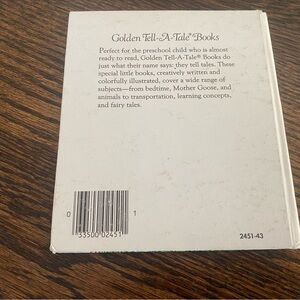 Golden Tell-A-Tale® Books
Perfect for the preschool child who is almost
ready to read, Golden Tell-A-Tale® Books do
just what their name says: they tell tales. These
special little books, creatively written and
colorfully illustrated, cover a wide range of
subjects—from bedtime, Mother Goose, and
animals to transportation, learning concepts,
and fairy tales.
0 1
33500 02451
2451-43